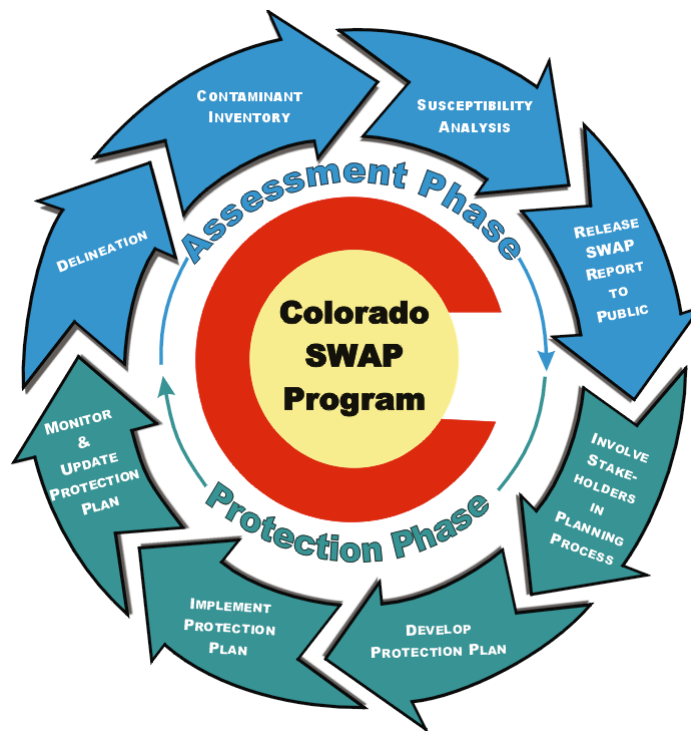 CONTAMINANT
INVENTORY
SUSCEPTIBILITY
ANALYSIS
RELEASE
SWAP
REPORT
TO
PUBLIC
INVOLVE
STAKE-
HOLDERS
IN
PLANNING
PROCESS
DEVELOP
PROTECTION PLAN
IMPLEMENT
PROTECTION
PLAN
MONITOR
&
UPDATE
PROTECTION
PLAN
DELINEATION
Assessment Phase
Colorado
SWAP
Program
Protection Phase